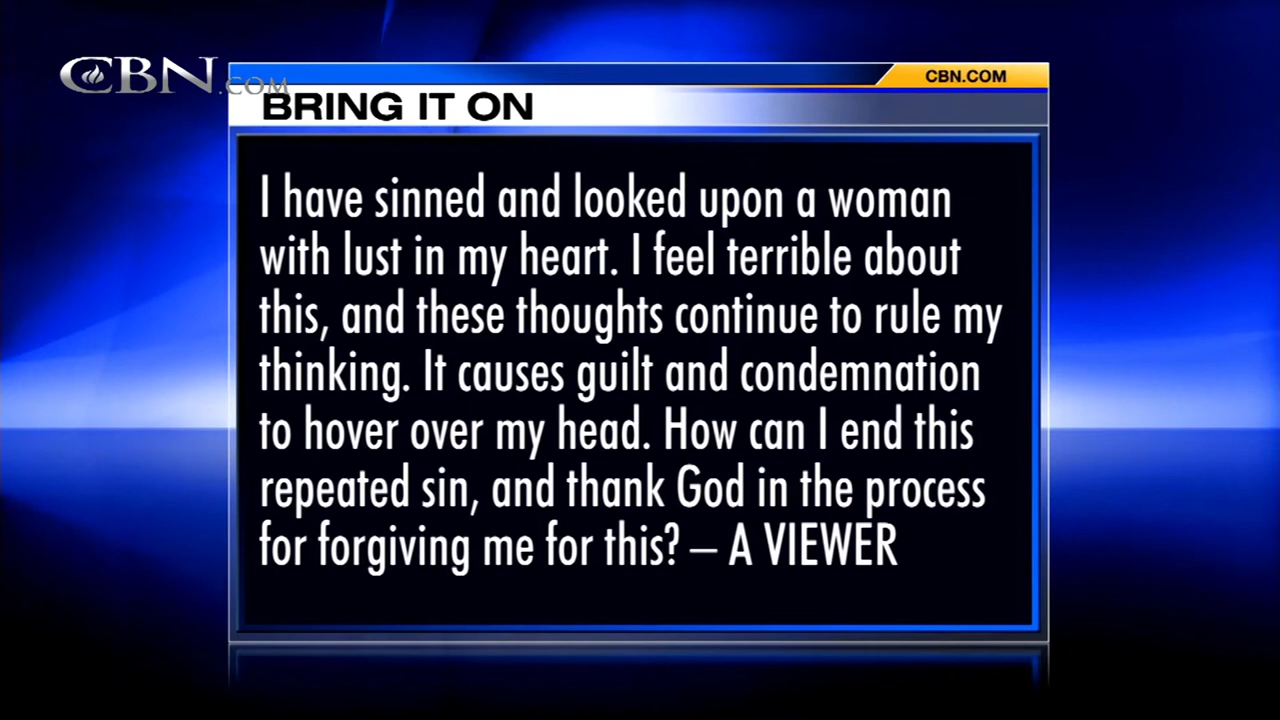 CBN.COM
CBN.COM
BRING IT ON
I have sinned and looked upon a woman
with lust in my heart. I feel terrible about
this, and these thoughts continue to rule my
thinking. It causes guilt and condemnation
to hover over my head. How can I end this
repeated sin, and thank God in the process
for forgiving me for this? – A VIEWER